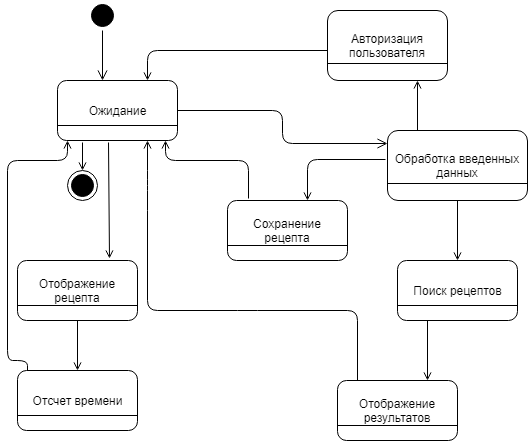 Авторизация
пользователя
Ожидание
Обработка введенных
данных
Сохранение
рецепта
Отображение
рецепта
Поиск рецептов
Отсчет времени
Отображение
результатов